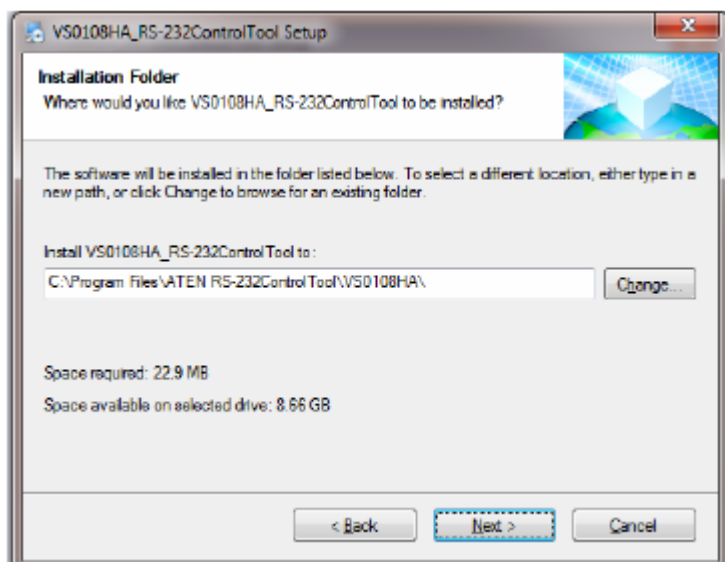 VS0108HA_RS-232ControlTool Setup
Installation Folder
Where would you like VS0108HA_RS-232ControlTool to be installed?
The software will be installed in the folder listed below. To select a different location, either type in a
new path, or click Change to browse for an existing folder.
Install VS0108HA_RS-232ControlTool to:
C:\Program Files\ATEN RS-232ControlTool\VS0108HA\
Change...
Space required: 22.9 MB
Space available on selected drive: 8.66 GB
< Back
Next >
Cancel